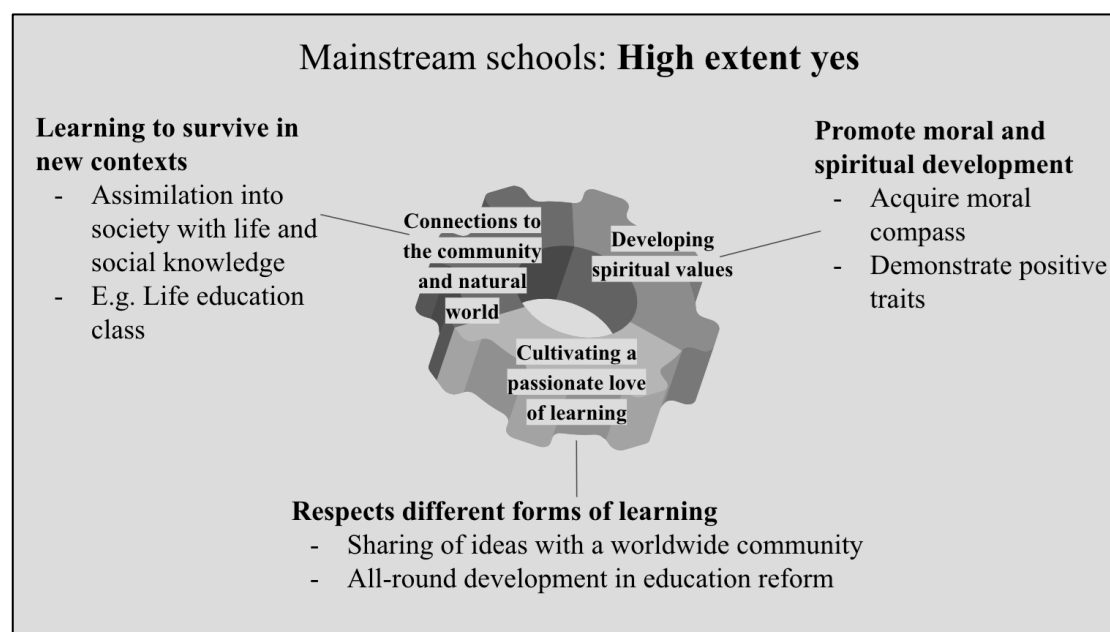 Mainstream schools: High extent yes
Learning to survive in
new contexts
- Assimilation into
society with life and
social knowledge
- E.g. Life education
class
Promote moral and
spiritual development
- Acquire moral
compass
- Demonstrate positive
traits
Connections to
the community
and natural
world
Developing
spiritual values
Cultivating a
passionate love
of learning
Respects different forms of learning
- Sharing of ideas with a worldwide community
- All-round development in education reform